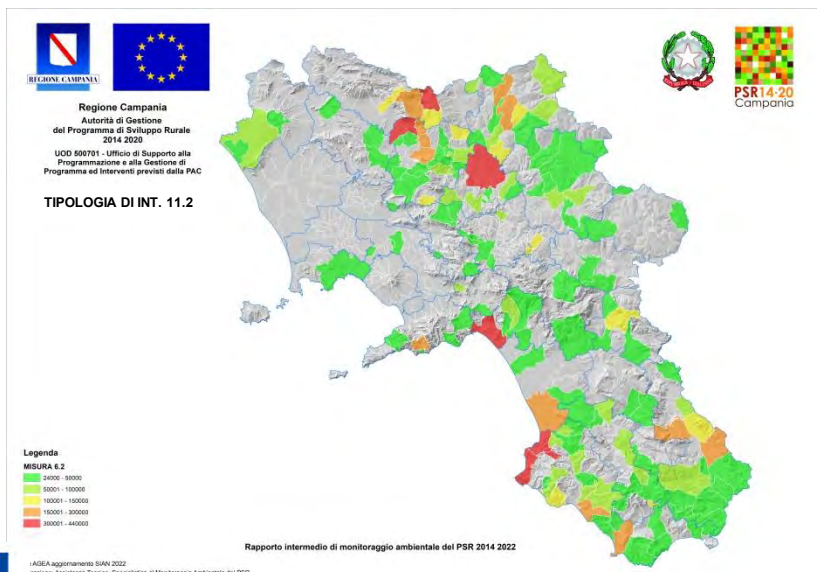 REGIONE CAMPANIA
PSR14-20
Campania
Regione Campania
Autorità di Gestione
del Programma di Sviluppo Rurale
2014 2020
UOD 500701 - Ufficio di Supporto alla
Programmazione e alla Gestione di
Programma ed Interventi previsti dalla PAC
TIPOLOGIA DI INT. 11.2
Legenda
MISURA 6.2
24000 - 50000
50001 - 100000
100001 - 150000
150001 - 300000
300001 - 440000
Rapporto intermedio di monitoraggio ambientale del PSR 2014 2022
AGEA aggiornamento SIAN 2022